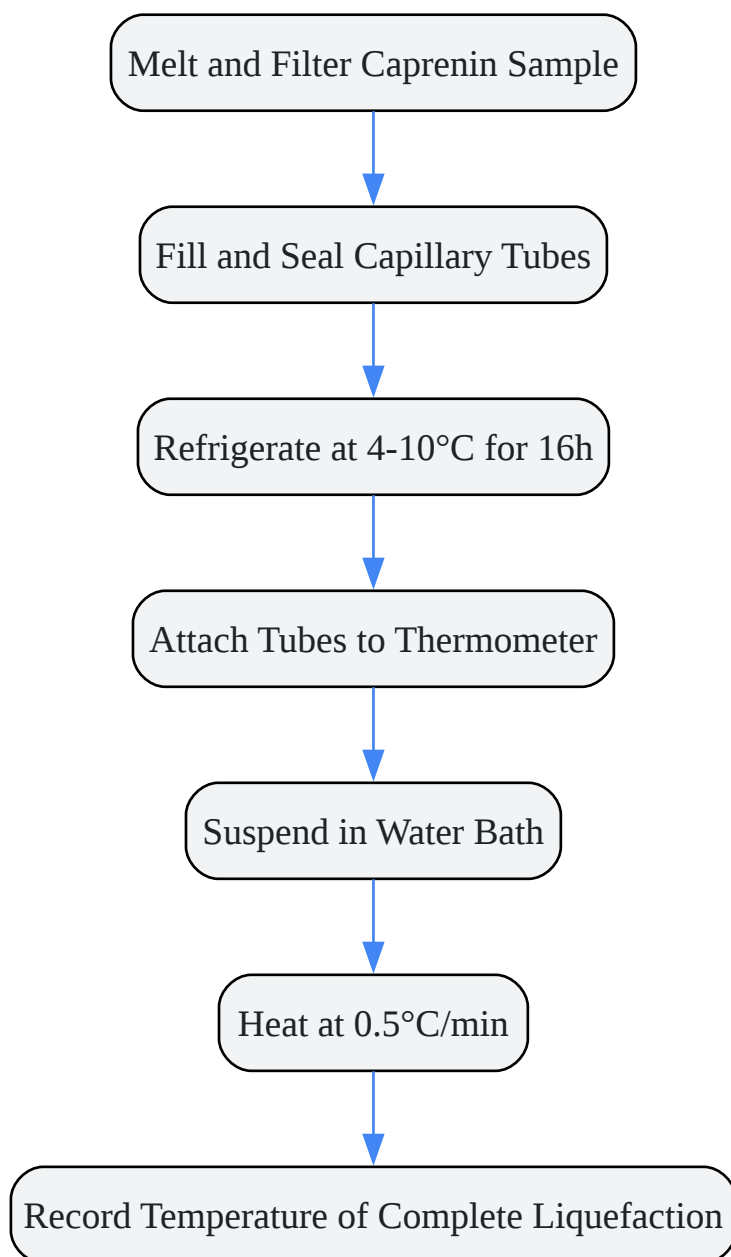 Melt and Filter Caprenin Sample
Fill and Seal Capillary Tubes
Refrigerate at 4-10°C for 16h
Attach Tubes to Thermometer
Suspend in Water Bath
Heat at 0.5°C/min
Record Temperature of Complete Liquefaction